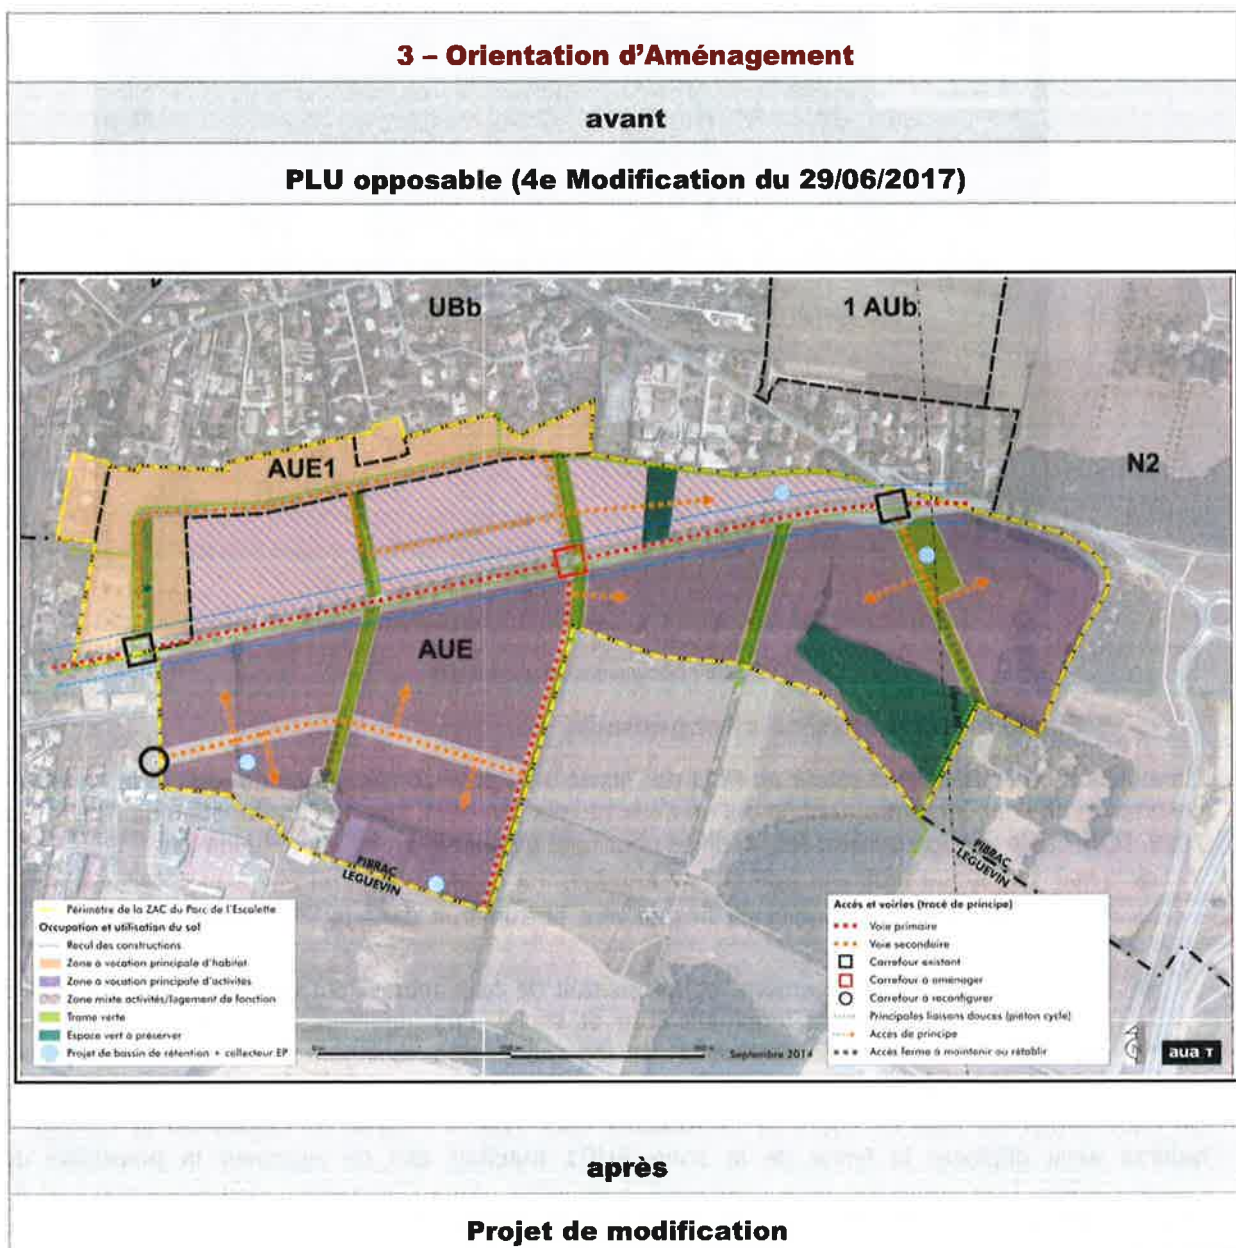 3 – Orientation d'Aménagement
avant
PLU opposable (4e Modification du 29/06/2017)
UBb
1 AUb
N2
AUE1
AUE
PIBRAC
LEGUEVIN
PIBRAC
LEGUEVIN
Périmètre de la ZAC du Parc de l'Escalette
Occupation et utilisation du sol
Recul des constructions
Zone à vocation principale d'habitat
Zone à vocation principale d'activités
Zone mixte activités/logement de fonction
Trame verte
Espace vert à préserver
Projet de bassin de rétention + collecteur EP
Septembre 2014
Accès et voiries (tracé de principe)
Voie primaire
Voie secondaire
Carrefour existant
Carrefour à aménager
Carrefour à reconfigurer
Principales liaisons douces (piéton cycle)
Accès de principe
Accès ferme à maintenir ou rétablir
aua T
après
Projet de modification